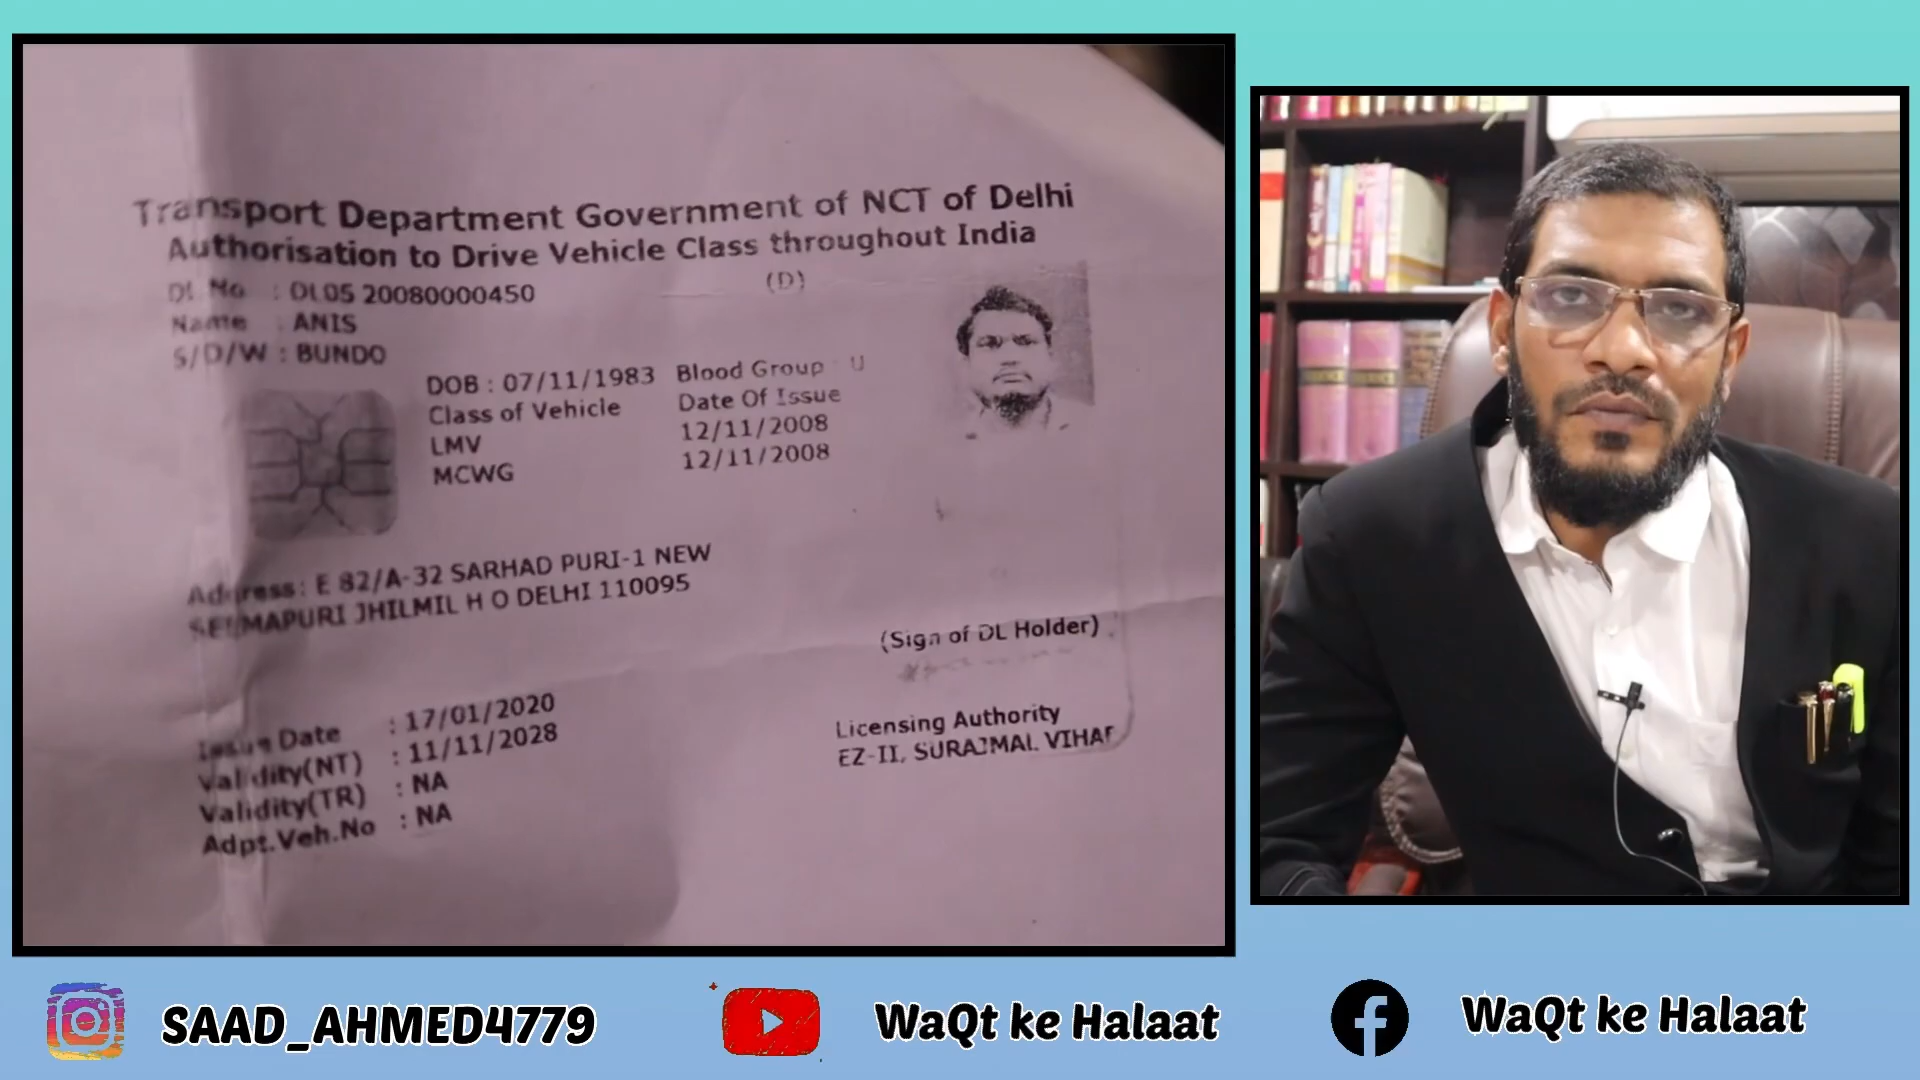 Transport Department Government of NCT of Delhi
Authorisation to Drive Vehicle Class throughout India
DL No : DL05 20080000450 (D)
Name : ANIS
S/D/W : BUNDO
DOB : 07/11/1983 Blood Group : U
Class of Vehicle Date Of Issue
LMV 12/11/2008
MCWG 12/11/2008
Address: E 82/A-32 SARHAD PURI-1 NEW
SEEMAPURI JHILMIL H O DELHI 110095
(Sign of DL Holder)
Issue Date : 17/01/2020
Validity(NT) : 11/11/2028
Validity(TR) : NA
Adpt.Veh.No : NA
Licensing Authority
EZ-II, SURAJMAL VIHAR
SAAD_AHMED4779
WaQt ke Halaat
WaQt ke Halaat